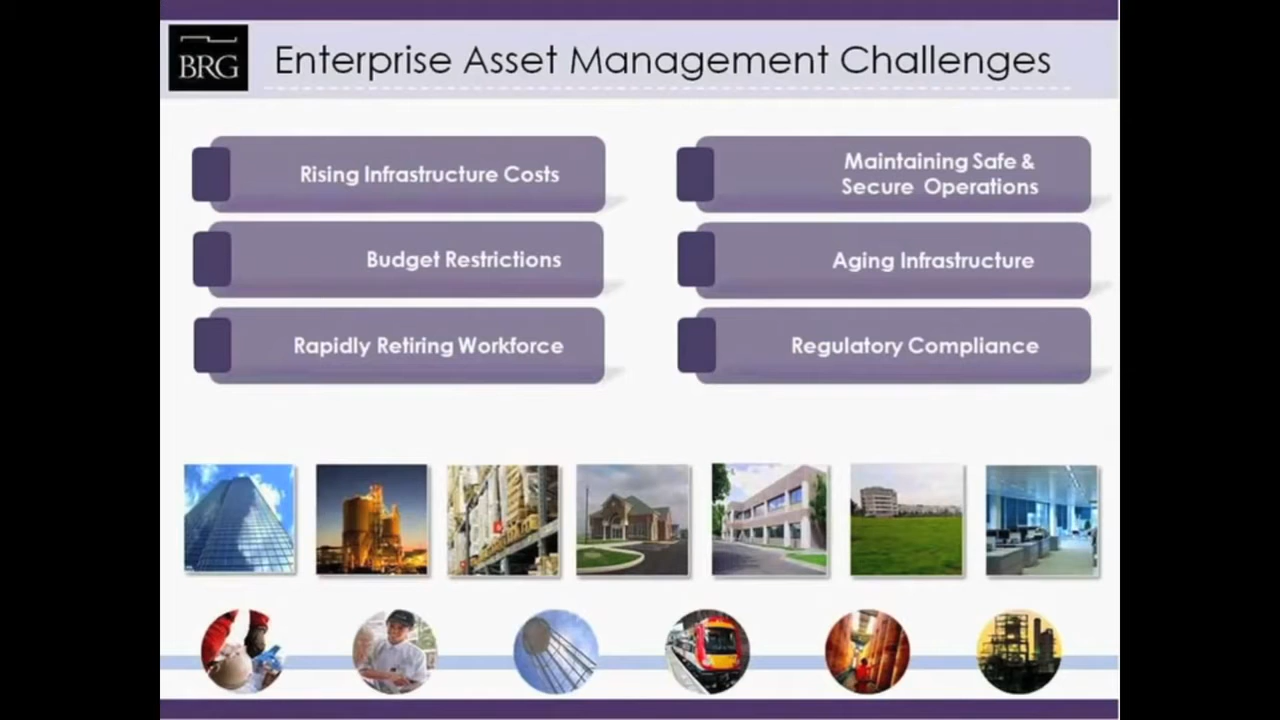 BRG
Enterprise Asset Management Challenges
Rising Infrastructure Costs
Budget Restrictions
Rapidly Retiring Workforce
Maintaining Safe &
Secure Operations
Aging Infrastructure
Regulatory Compliance